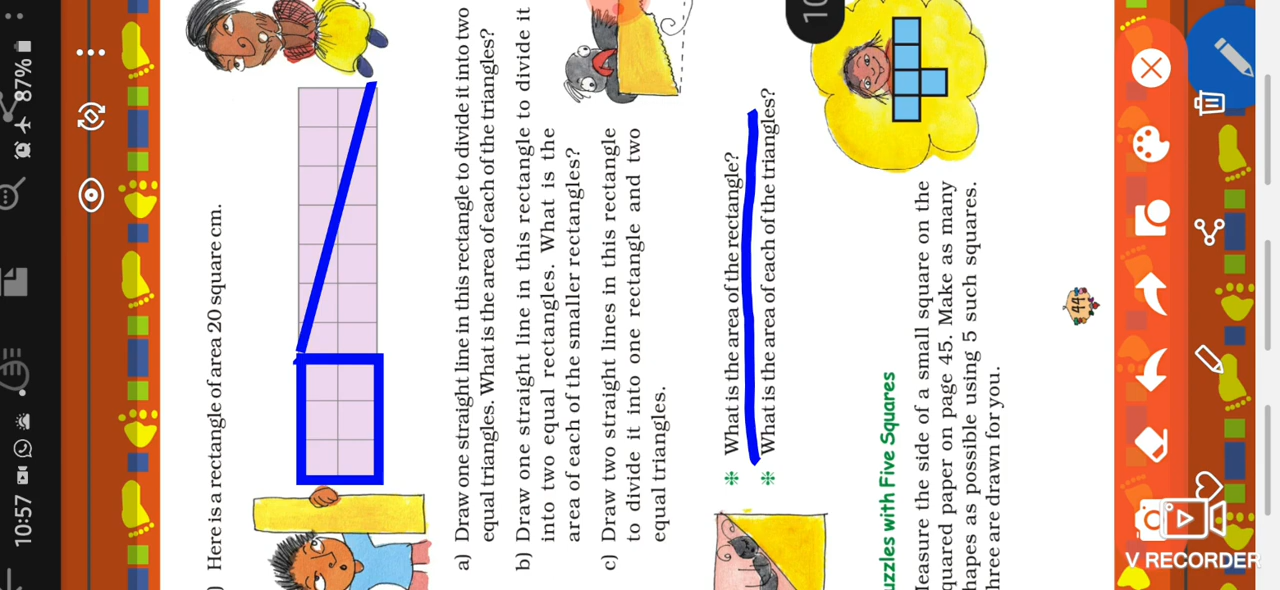 ) Here is a rectangle of area 20 square cm.
a) Draw one straight line in this rectangle to divide it into two
equal triangles. What is the area of each of the triangles?
b) Draw one straight line in this rectangle to divide it
into two equal rectangles. What is the
area of each of the smaller rectangles?
c) Draw two straight lines in this rectangle
to divide it into one rectangle and two
equal triangles.
❉ What is the area of the rectangle?
❉ What is the area of each of the triangles?
uzzles with Five Squares
easure the side of a small square on the
quared paper on page 45. Make as many
hapes as possible using 5 such squares.
hree are drawn for you.
44
10:57
87%
10
V RECORDER